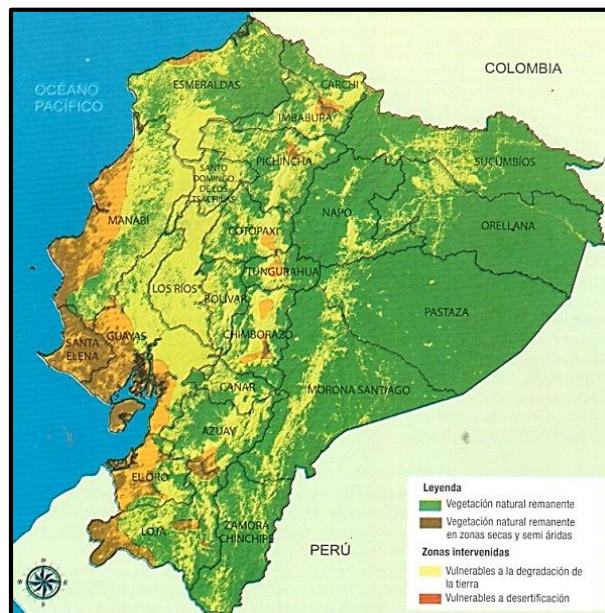 OCÉANO
PACÍFICO
COLOMBIA
ESMERALDAS
CARCHI
IMBABURA
SUCUMBÍOS
PICHINCHA
SANTO
DOMINGO
DE LOS
TSÁCHILAS
NAPO
ORELLANA
MANABÍ
COTOPAXI
TUNGURAHUA
LOS RÍOS
BOLÍVAR
PASTAZA
GUAYAS
CHIMBORAZO
SANTA
ELENA
MORONA SANTIAGO
CAÑAR
AZUAY
EL ORO
LOJA
ZAMORA
CHINCHIPE
PERÚ
Leyenda
Vegetación natural remanente
Vegetación natural remanente
en zonas secas y semi áridas
Zonas intervenidas
Vulnerables a la degradación de
la tierra
Vulnerables a desertificación